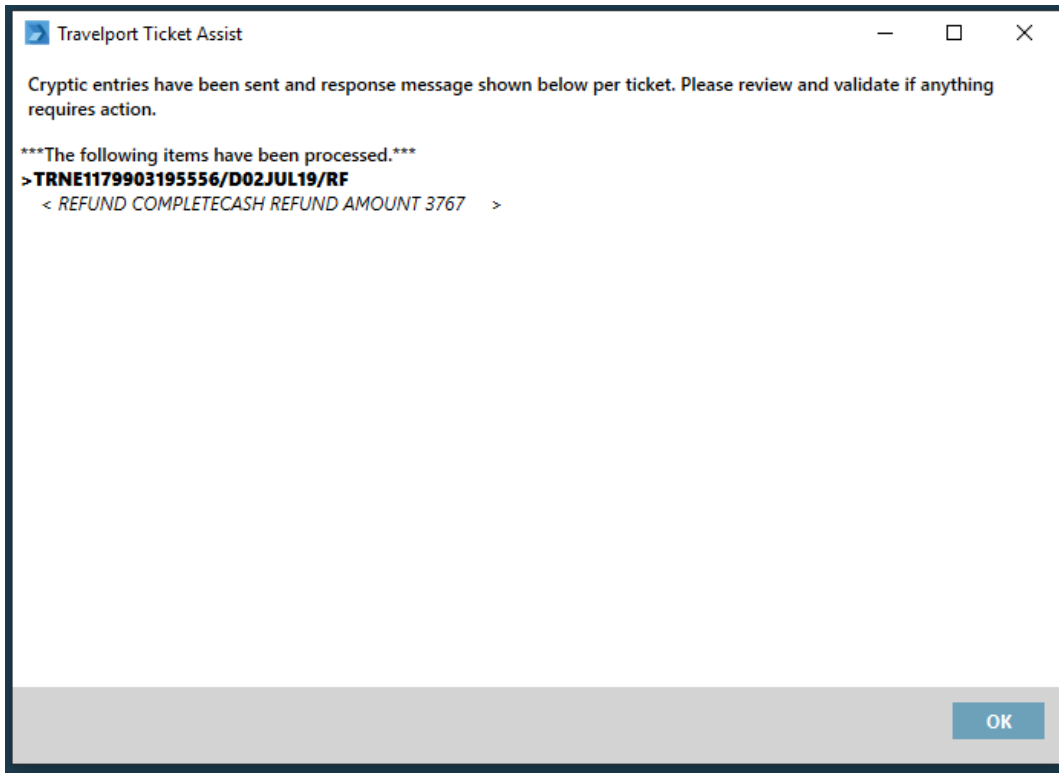 Travelport Ticket Assist
Cryptic entries have been sent and response message shown below per ticket. Please review and validate if anything
requires action.
***The following items have been processed.***
>TRNE1179903195556/D02JUL19/RF
< REFUND COMPLETECASH REFUND AMOUNT 3767 >
OK